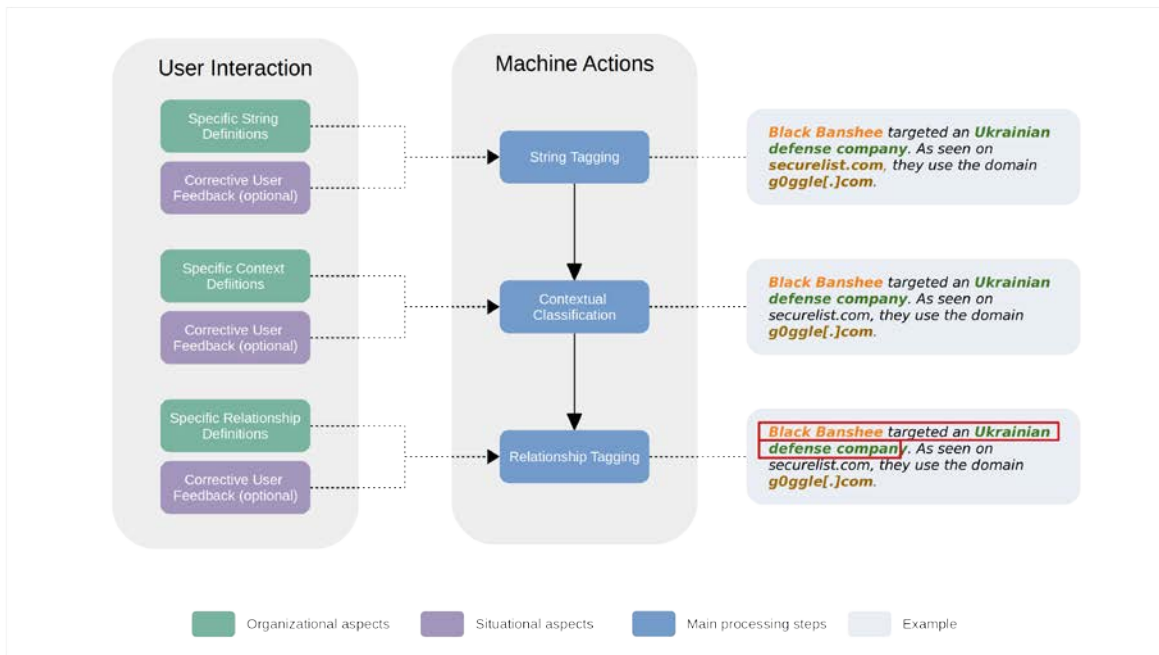 User Interaction
Machine Actions
Specific String
Definitions
Corrective User
Feedback (optional)
String Tagging
Black Banshee targeted an Ukrainian
defense company. As seen on
securelist.com, they use the domain
g0ggle[.]com.
Specific Context
Defiitions
Corrective User
Feedback (optional)
Contextual
Classification
Black Banshee targeted an Ukrainian
defense company. As seen on
securelist.com, they use the domain
g0ggle[.]com.
Specific Relationship
Definitions
Corrective User
Feedback (optional)
Relationship Tagging
Black Banshee targeted an Ukrainian
defense company. As seen on
securelist.com, they use the domain
g0ggle[.]com.
Organizational aspects
Situational aspects
Main processing steps
Example